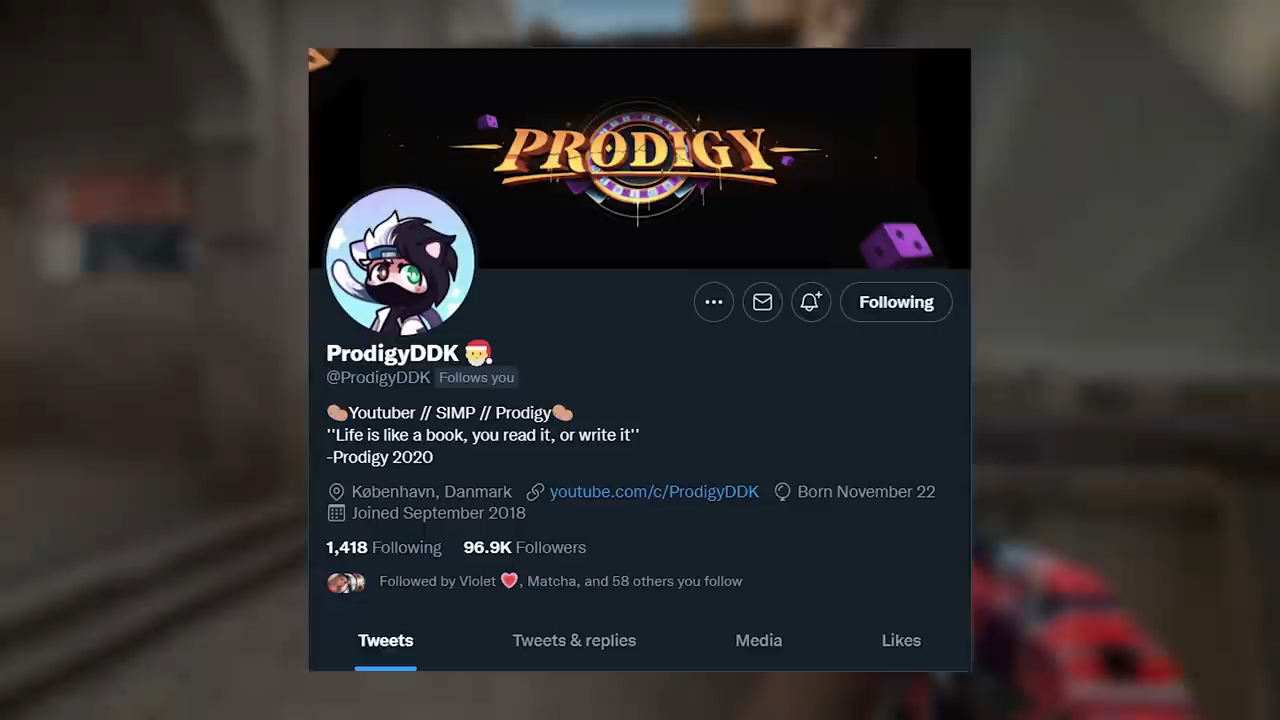 PRODIGY
Following
ProdigyDDK 🎅
@ProdigyDDK Follows you
🥔Youtuber // SIMP // Prodigy🥔
''Life is like a book, you read it, or write it''
-Prodigy 2020
København, Danmark youtube.com/c/ProdigyDDK Born November 22
Joined September 2018
1,418 Following 96.9K Followers
Followed by Violet 💗, Matcha, and 58 others you follow
Tweets Tweets & replies Media Likes